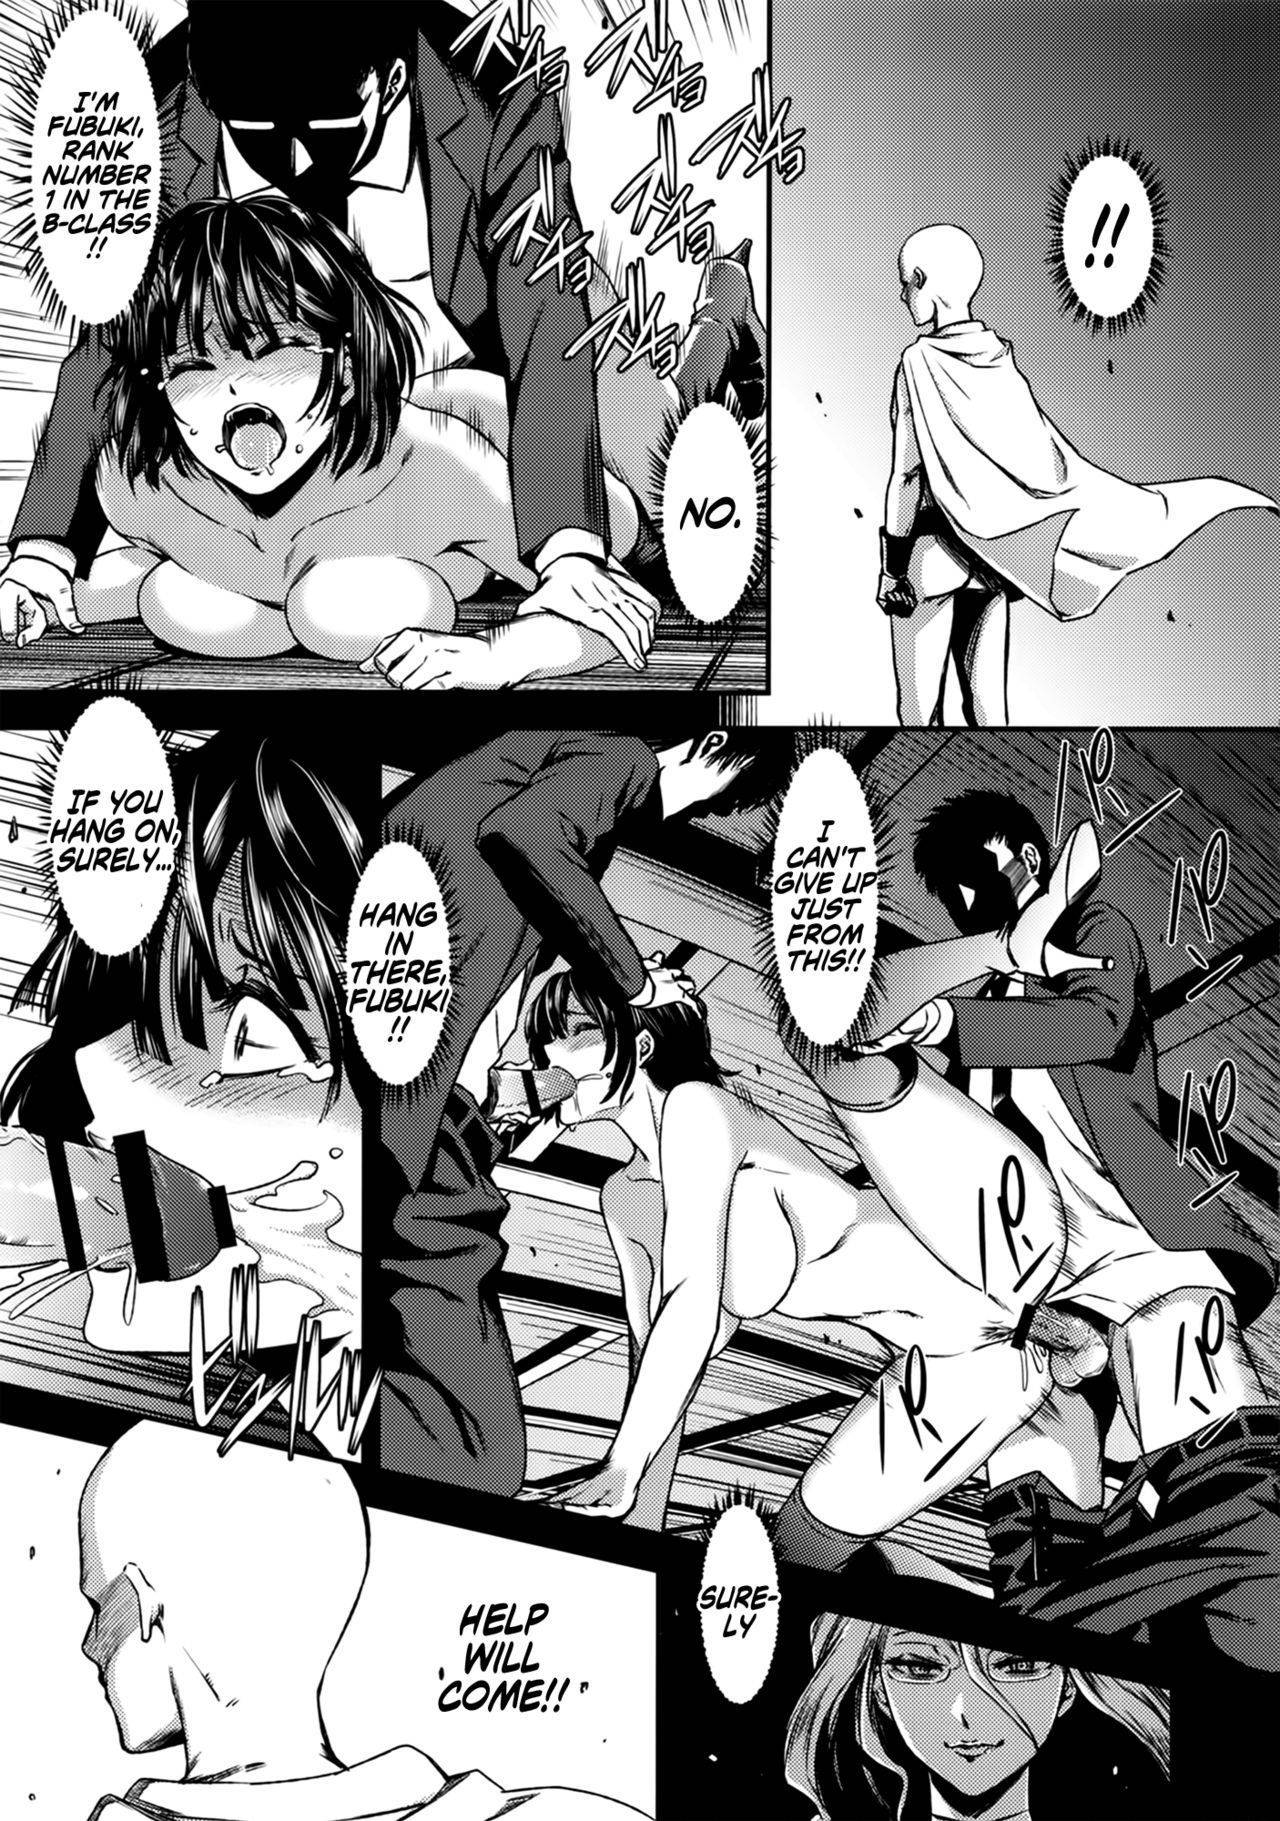 !!
NO.
I'M
FUBUKI,
RANK
NUMBER
1 IN THE
B-CLASS
!!
I
CAN'T
GIVE UP
JUST
FROM
THIS!!
HANG
IN
THERE,
FUBUKI
!!
IF YOU
HANG ON,
SURELY...
SURE-
LY
HELP
WILL
COME!!